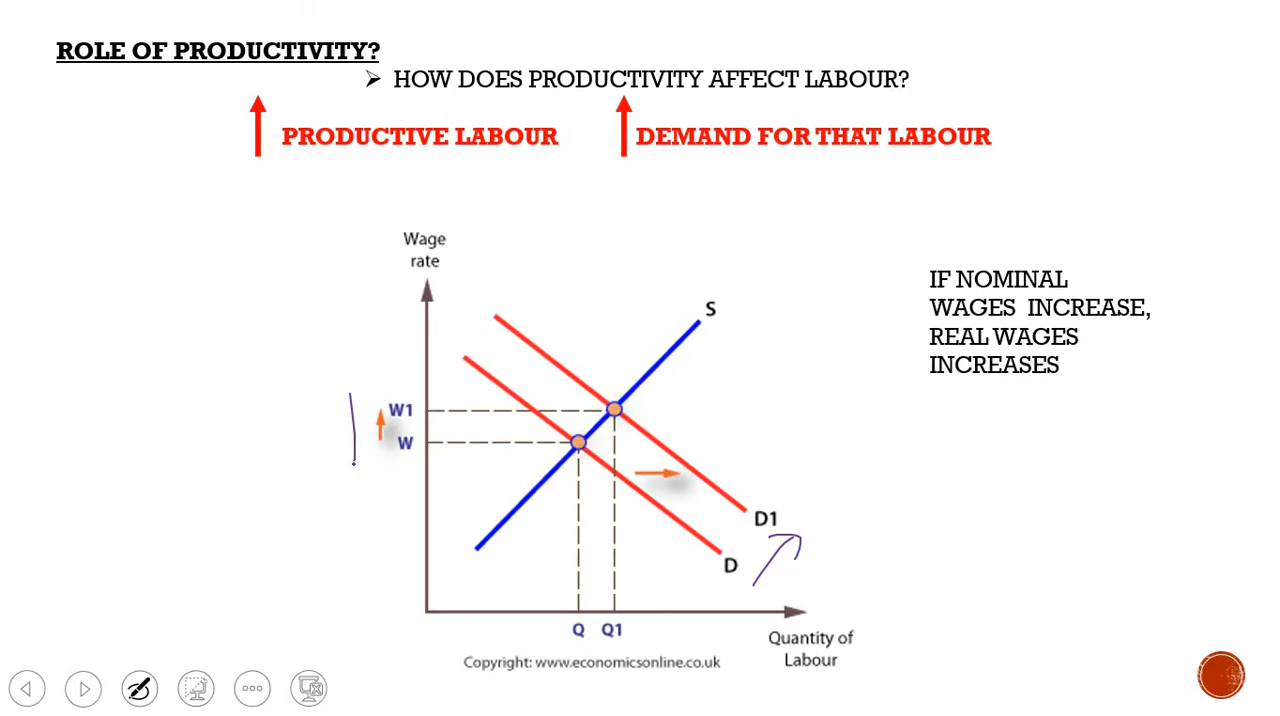 ROLE OF PRODUCTIVITY?
➢ HOW DOES PRODUCTIVITY AFFECT LABOUR?
PRODUCTIVE LABOUR
DEMAND FOR THAT LABOUR
Wage
rate
IF NOMINAL
WAGES INCREASE,
REAL WAGES
INCREASES
S
W1
W
D1
D
Q
Q1
Quantity of
Labour
Copyright: www.economicsonline.co.uk